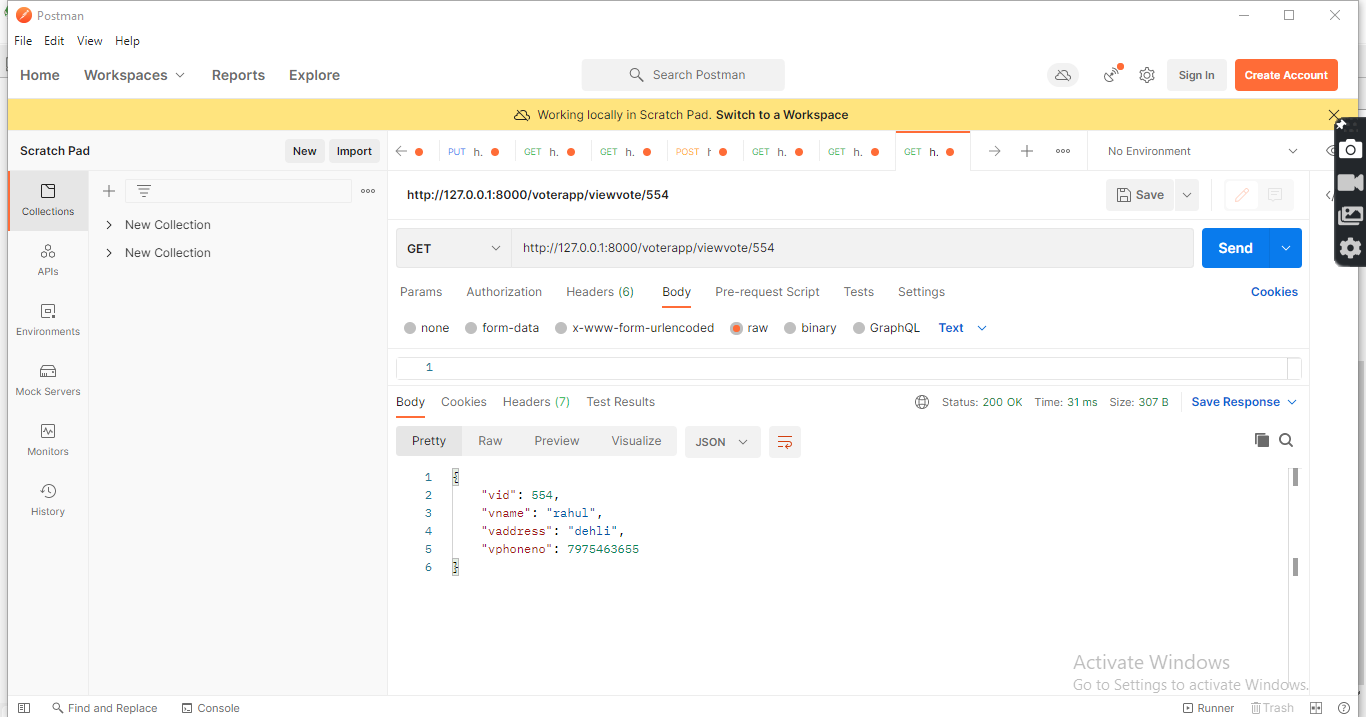 Postman
File Edit View Help
Home Workspaces Reports Explore Search Postman Sign In Create Account
Working locally in Scratch Pad. Switch to a Workspace
Scratch Pad New Import PUT h. GET h. GET h. POST h GET h. GET h. GET h. No Environment
http://127.0.0.1:8000/voterapp/viewvote/554 Save
Collections
New Collection
New Collection
APIs
Environments
Mock Servers
Monitors
History
GET http://127.0.0.1:8000/voterapp/viewvote/554 Send
Params Authorization Headers (6) Body Pre-request Script Tests Settings Cookies
none form-data x-www-form-urlencoded raw binary GraphQL Text
1
Body Cookies Headers (7) Test Results Status: 200 OK Time: 31 ms Size: 307 B Save Response
Pretty Raw Preview Visualize JSON
1 {
2 "vid": 554,
3 "vname": "rahul",
4 "vaddress": "dehli",
5 "vphoneno": 7975463655
6 }
Activate Windows
Go to Settings to activate Windows.
Find and Replace Console Runner Trash